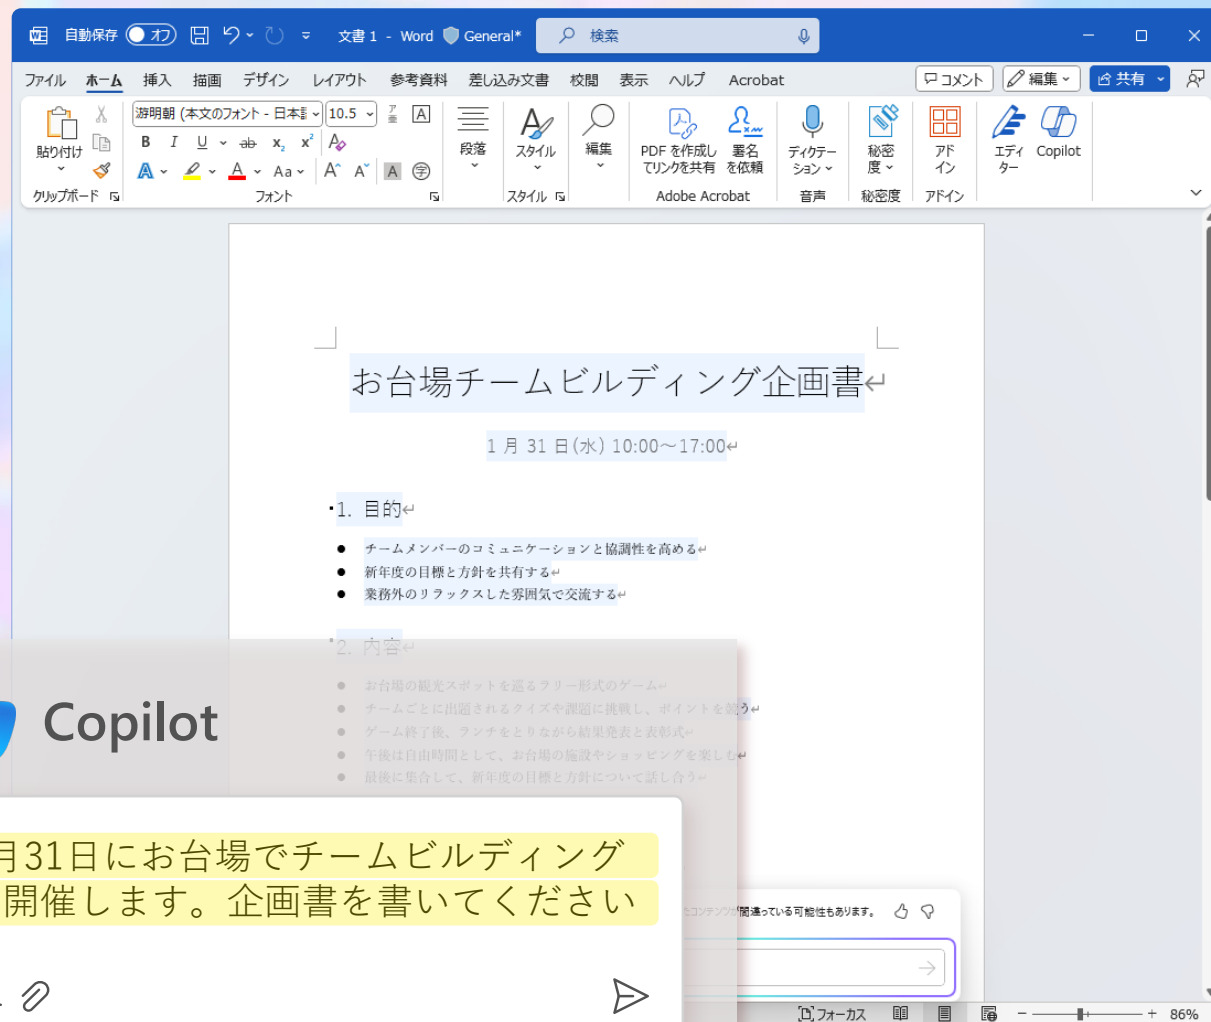 自動保存 オフ 文書 1 - Word General* 検索
ファイル ホーム 挿入 描画 デザイン レイアウト 参考資料 差し込み文書 校閲 表示 ヘルプ Acrobat コメント 編集 共有
貼り付け
クリップボード
游明朝 (本文のフォント - 日本 10.5
B I U ab x₂ x² A
A A Aa A A A 字
フォント
段落
スタイル
スタイル
編集
PDF を作成し
てリンクを共有
署名
を依頼
Adobe Acrobat
ディクテー
ション
音声
秘密
度
秘密度
アド
イン
アドイン
エディ
ター
Copilot
お台場チームビルディング企画書
1 月 31 日(水) 10:00～17:00
1. 目的
● チームメンバーのコミュニケーションと協調性を高める
● 新年度の目標と方針を共有する
● 業務外のリラックスした雰囲気で交流する
2. 内容
● お台場の観光スポットを巡るラリー形式のゲーム
● チームごとに出題されるクイズや課題に挑戦し、ポイントを競う
● ゲーム終了後、ランチをとりながら結果発表と表彰式
● 午後は自由時間として、お台場の施設やショッピングを楽しむ
● 最後に集合して、新年度の目標と方針について話し合う
Copilot
月31日にお台場でチームビルディング
開催します。企画書を書いてください
たコンテンツが間違っている可能性もあります。
フォーカス 86%